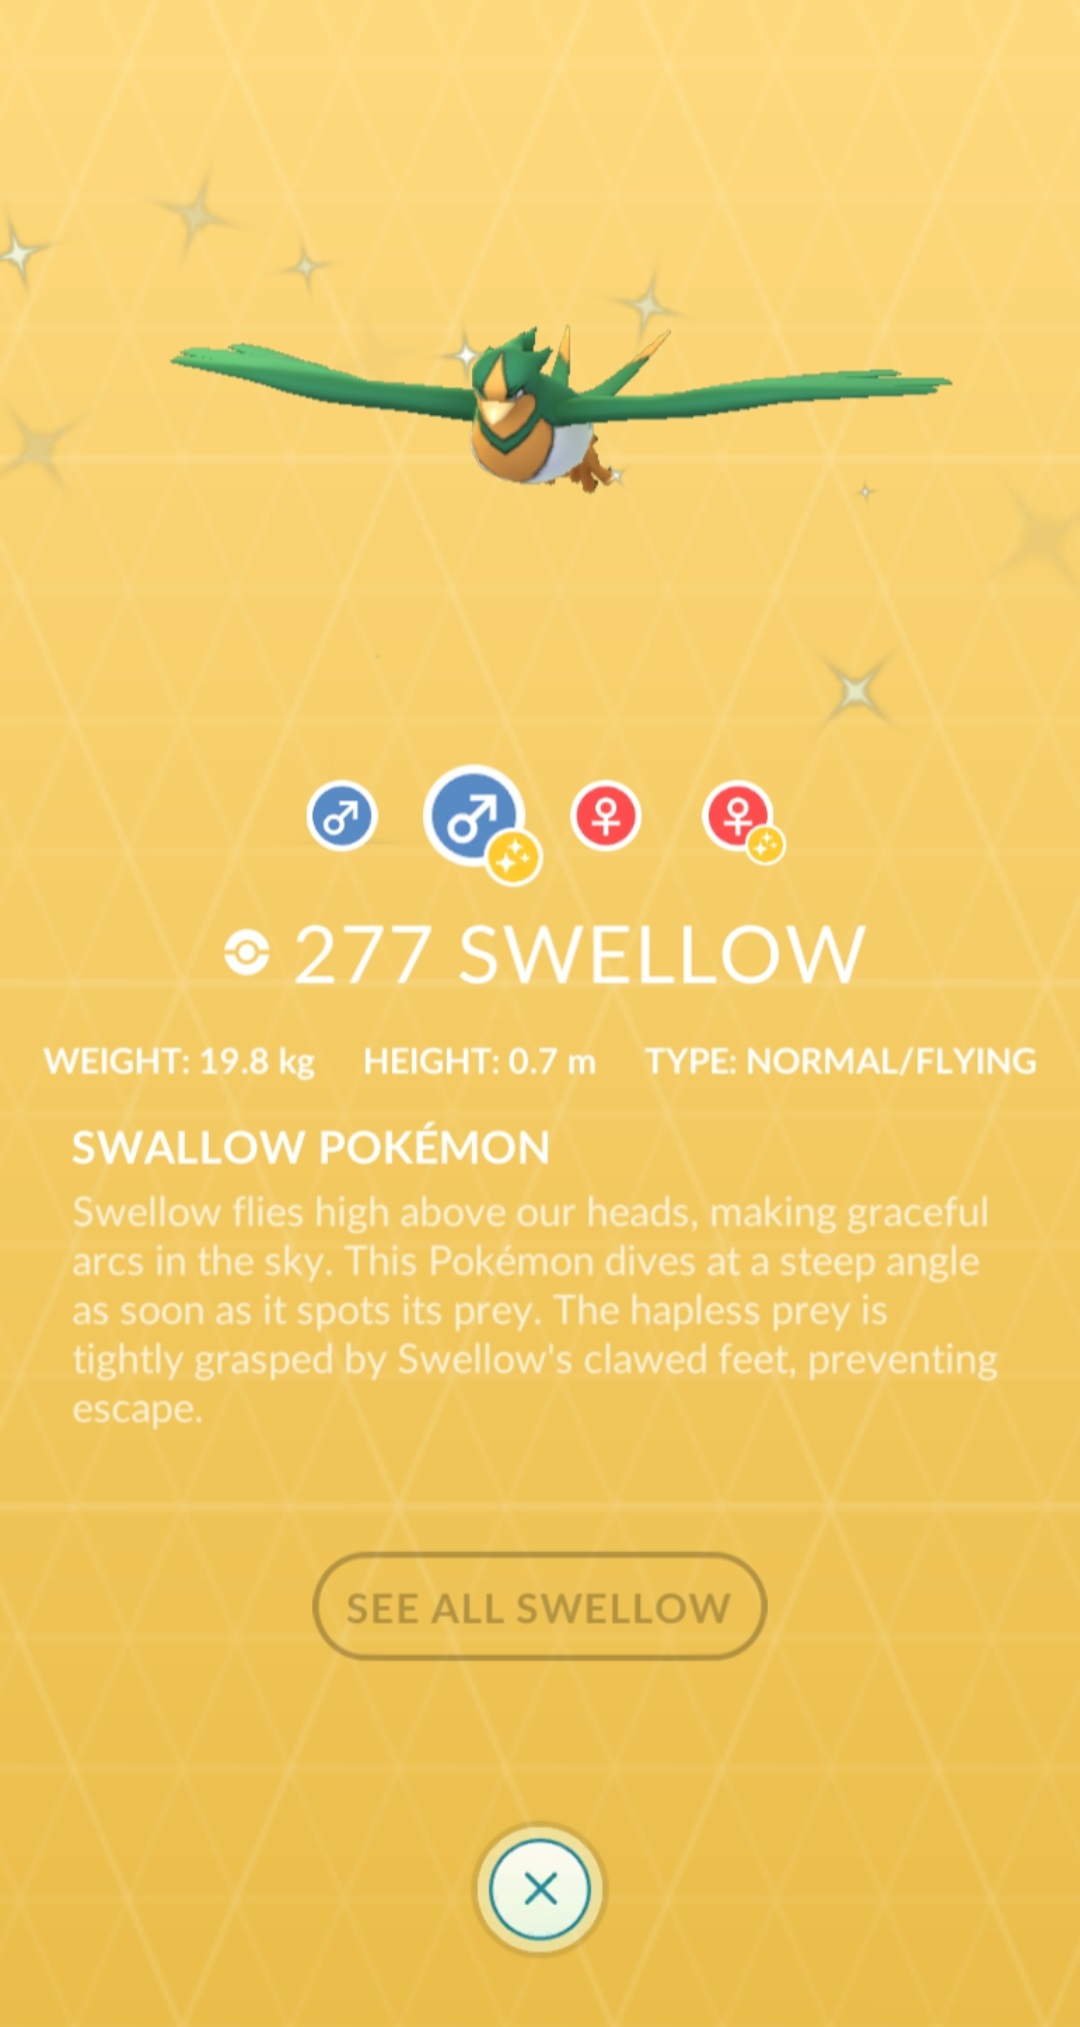 277 SWELLOW
WEIGHT: 19.8 kg HEIGHT: 0.7 m TYPE: NORMAL/FLYING
SWALLOW POKÉMON
Swellow flies high above our heads, making graceful
arcs in the sky. This Pokémon dives at a steep angle
as soon as it spots its prey. The hapless prey is
tightly grasped by Swellow's clawed feet, preventing
escape.
SEE ALL SWELLOW